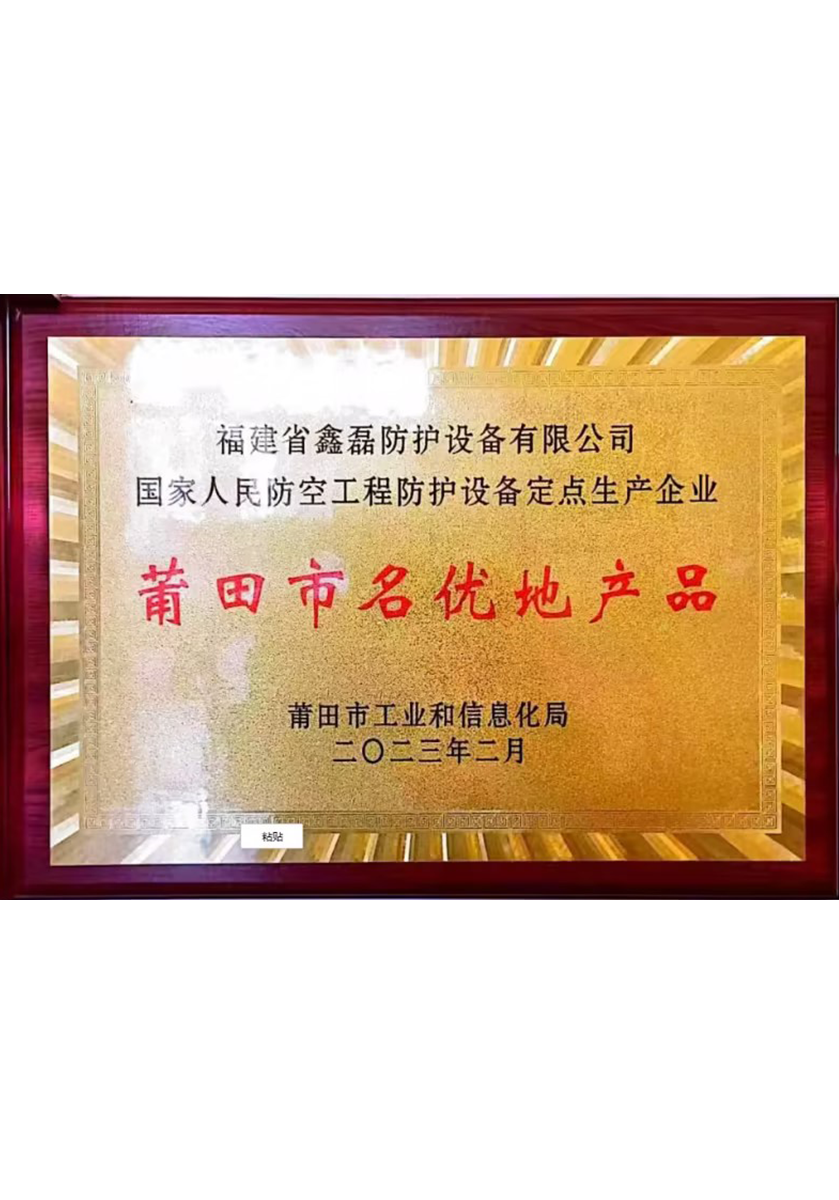 福建省鑫磊防护设备有限公司
国家人民防空工程防护设备定点生产企业
莆田市名优地产品
莆田市工业和信息化局
二〇二三年二月
粘贴